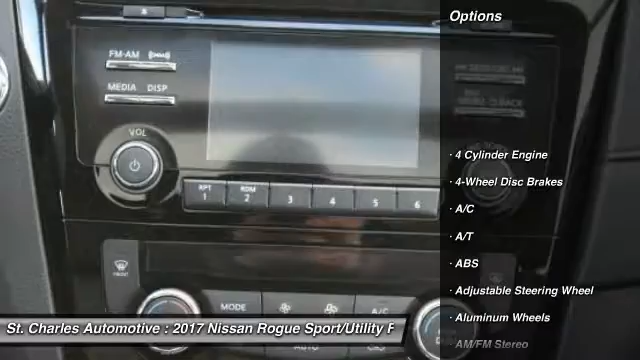 Options
FM-AM
MEDIA DISP
VOL
RPT RDM
1 2 3 4 5 6
· 4 Cylinder Engine
· 4-Wheel Disc Brakes
· A/C
· A/T
· ABS
· Adjustable Steering Wheel
· Aluminum Wheels
· AM/FM Stereo
FRONT
MODE
A/C
AUTO
St. Charles Automotive : 2017 Nissan Rogue Sport/Utility